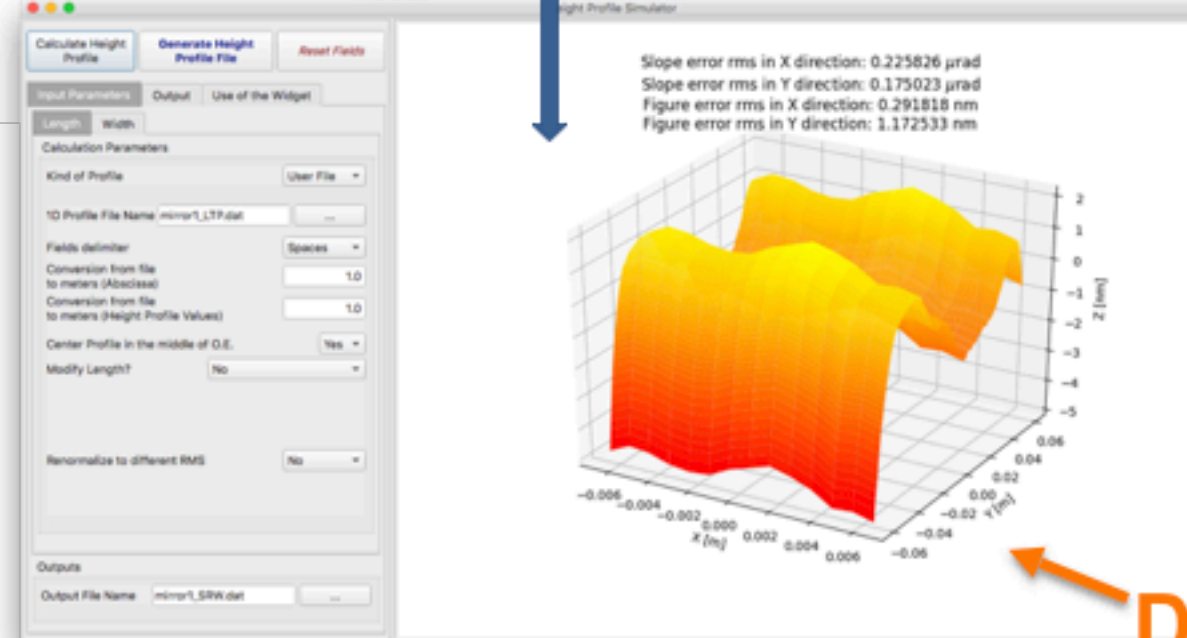 Height Profile Simulator
Calculate Height
Profile
Generate Height
Profile File
Reset Fields
Input Parameters Output Use of the Widget
Length Width
Calculation Parameters
Kind of Profile User File
1D Profile File Name mirror1_LTP.dat ...
Fields delimiter Spaces
Conversion from file
to meters (Abscissa) 1.0
Conversion from file
to meters (Height Profile Values) 1.0
Center Profile in the middle of O.E. Yes
Modify Length? No
Renormalize to different RMS No
Outputs
Output File Name mirror1_SRW.dat ...
Slope error rms in X direction: 0.225826 μrad
Slope error rms in Y direction: 0.175023 μrad
Figure error rms in X direction: 0.291818 nm
Figure error rms in Y direction: 1.172533 nm
2
1
0
−1
−2
−3
−4
−5
Z [nm]
0.06
0.04
0.02
0.00
−0.02
−0.04
−0.06
Y [m]
−0.006
−0.004
−0.002
0.000
0.002
0.004
0.006
X [m]
D